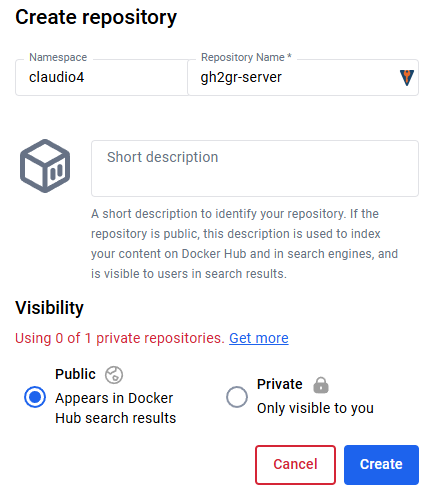 Create repository
Namespace
Repository Name *
claudio4
gh2gr-server
Short description
A short description to identify your repository. If the
repository is public, this description is used to index
your content on Docker Hub and in search engines, and
is visible to users in search results.
Visibility
Using 0 of 1 private repositories. Get more
Public
Appears in Docker
Hub search results
Private
Only visible to you
Cancel
Create